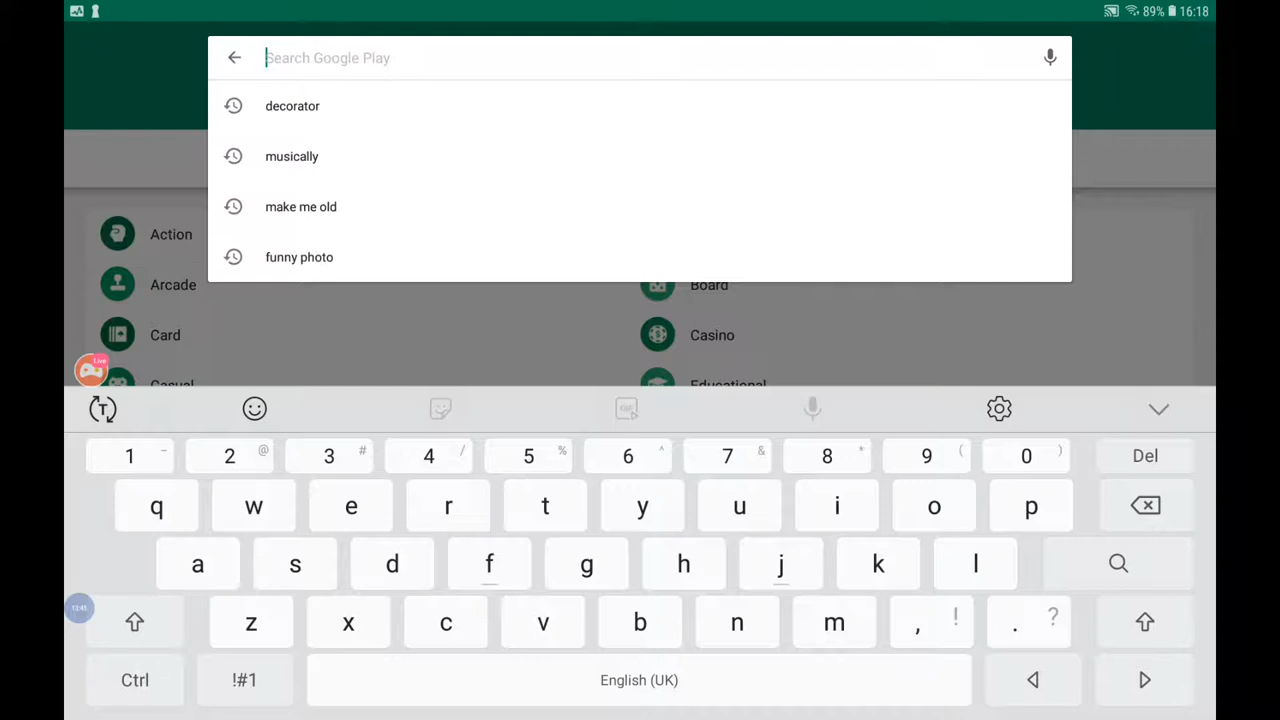 89% 16:18
Search Google Play
decorator
musically
make me old
funny photo
Action
Arcade
Board
Card
Casino
Live
Casual
Educational
T
1 - 2 @ 3 # 4 / 5 % 6 ^ 7 & 8 * 9 ( 0 ) Del
q w e r t y u i o p
a s d f g h j k l
z x c v b n m , ! . ?
Ctrl !#1 English (UK)